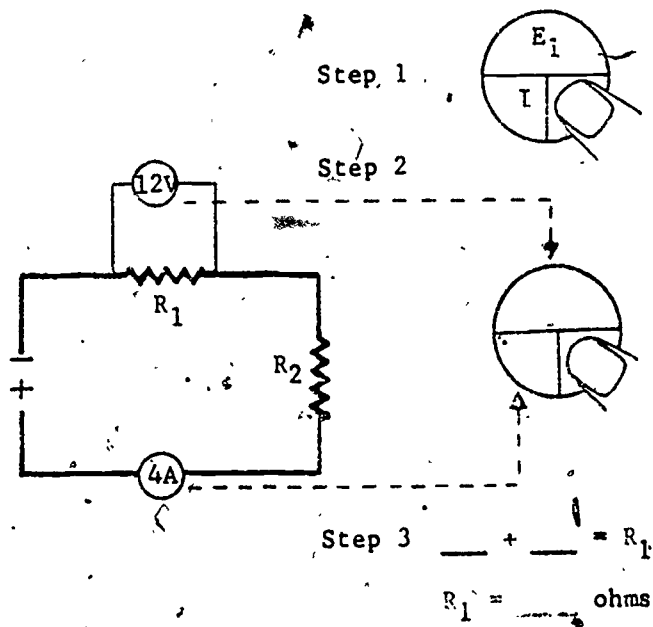 Step 1
E1
I
Step 2
12V
R1
R2
4A
Step 3 ___ + ___ = R1
R1 = ___ ohms